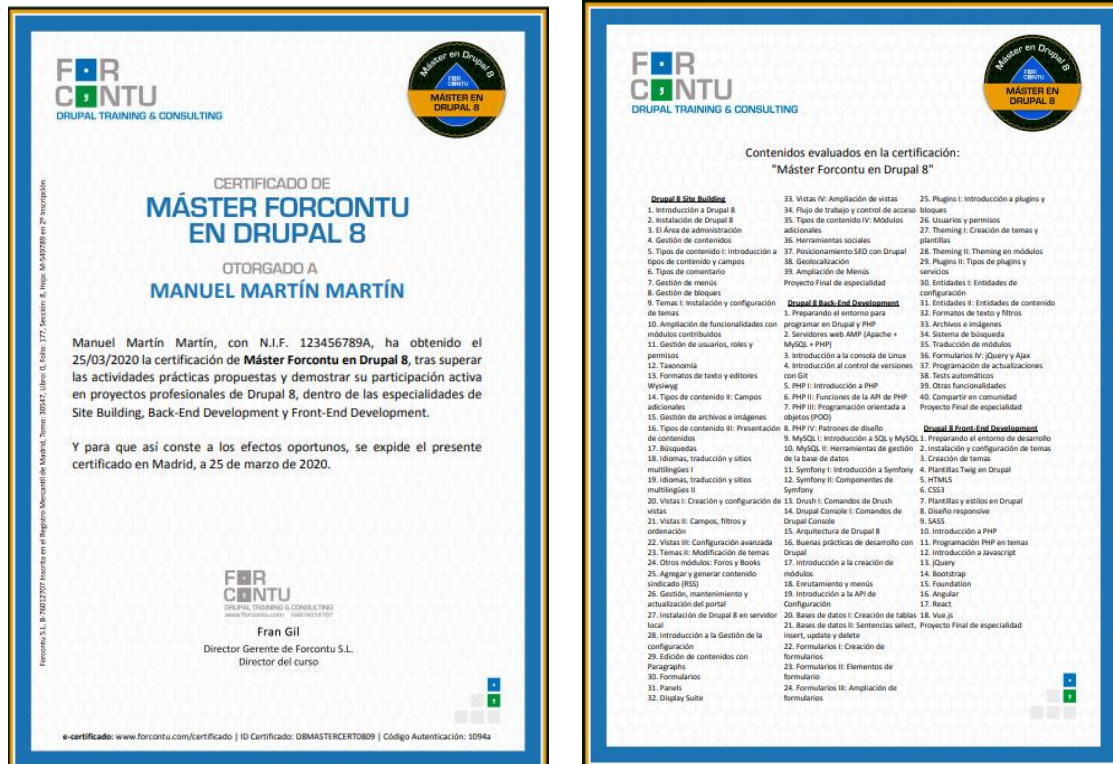 FORCONTU
DRUPAL TRAINING & CONSULTING
Máster en Drupal 8
FORCONTU
MÁSTER EN
DRUPAL 8
CERTIFICADO DE
MÁSTER FORCONTU
EN DRUPAL 8
OTORGADO A
MANUEL MARTÍN MARTÍN
Manuel Martín Martín, con N.I.F. 123456789A, ha obtenido el
25/03/2020 la certificación de Máster Forcontu en Drupal 8, tras superar
las actividades prácticas propuestas y demostrar su participación activa
en proyectos profesionales de Drupal 8, dentro de las especialidades de
Site Building, Back-End Development y Front-End Development.
Y para que así conste a los efectos oportunos, se expide el presente
certificado en Madrid, a 25 de marzo de 2020.
FORCONTU
DRUPAL TRAINING & CONSULTING
www.forcontu.com
Fran Gil
Director Gerente de Forcontu S.L.
Director del curso
Forcontu S.L. B-76012707 Inscrita en el Registro Mercantil de Madrid, Tomo: 30547, Libro: 0, Folio: 177, Sección: 8, Hoja: M-549789 en 2ª Inscripción.
e-certificado: www.forcontu.com/certificado | ID Certificado: D8MASTERCERT0809 | Código Autenticación: 1094a
FORCONTU
DRUPAL TRAINING & CONSULTING
Máster en Drupal 8
FORCONTU
MÁSTER EN
DRUPAL 8
Contenidos evaluados en la certificación:
"Máster Forcontu en Drupal 8"
Drupal 8 Site Building
1. Introducción a Drupal 8
2. Instalación de Drupal 8
3. El Área de administración
4. Gestión de contenidos
5. Tipos de contenido I: Introducción a
tipos de contenido y campos
6. Tipos de comentario
7. Gestión de menús
8. Gestión de bloques
9. Temas I: Instalación y configuración
de temas
10. Ampliación de funcionalidades con
módulos contribuidos
11. Gestión de usuarios, roles y
permisos
12. Taxonomía
13. Formatos de texto y editores
Wysiwyg
14. Tipos de contenido II: Campos
adicionales
15. Gestión de archivos e imágenes
16. Tipos de contenido III: Presentación
de contenidos
17. Búsquedas
18. Idiomas, traducción y sitios
multilingües I
19. Idiomas, traducción y sitios
multilingües II
20. Vistas I: Creación y configuración de
vistas
21. Vistas II: Campos, filtros y
ordenación
22. Vistas III: Configuración avanzada
23. Temas II: Modificación de temas
24. Otros módulos: Foros y Books
25. Agregar y generar contenido
sindicado (RSS)
26. Gestión, mantenimiento y
actualización del portal
27. Instalación de Drupal 8 en servidor
local
28. Introducción a la Gestión de la
configuración
29. Edición de contenidos con
Paragraphs
30. Formularios
31. Panels
32. Display Suite
33. Vistas IV: Ampliación de vistas
34. Flujo de trabajo y control de acceso
35. Tipos de contenido IV: Módulos
adicionales
36. Herramientas sociales
37. Posicionamiento SEO con Drupal
38. Geolocalización
39. Ampliación de Menús
Proyecto Final de especialidad
Drupal 8 Back-End Development
1. Preparando el entorno para
programar en Drupal y PHP
2. Servidores web AMP (Apache +
MySQL + PHP)
3. Introducción a la consola de Linux
4. Introducción al control de versiones
con Git
5. PHP I: Introducción a PHP
6. PHP II: Funciones de la API de PHP
7. PHP III: Programación orientada a
objetos (POO)
8. PHP IV: Patrones de diseño
9. MySQL I: Introducción a SQL y MySQL
10. MySQL II: Herramientas de gestión
de la base de datos
11. Symfony I: Introducción a Symfony
12. Symfony II: Componentes de
Symfony
13. Drush I: Comandos de Drush
14. Drupal Console I: Comandos de
Drupal Console
15. Arquitectura de Drupal 8
16. Buenas prácticas de desarrollo con
Drupal
17. Introducción a la creación de
módulos
18. Enrutamiento y menús
19. Introducción a la API de
Configuración
20. Bases de datos I: Creación de tablas
21. Bases de datos II: Sentencias select,
insert, update y delete
22. Formularios I: Creación de
formularios
23. Formularios II: Elementos de
formulario
24. Formularios III: Ampliación de
formularios
25. Plugins I: Introducción a plugins y
bloques
26. Usuarios y permisos
27. Theming I: Creación de temas y
plantillas
28. Theming II: Theming en módulos
29. Plugins II: Tipos de plugins y
servicios
30. Entidades I: Entidades de
configuración
31. Entidades II: Entidades de contenido
32. Formatos de texto y filtros
33. Archivos e imágenes
34. Sistema de búsqueda
35. Traducción de módulos
36. Formularios IV: jQuery y Ajax
37. Programación de actualizaciones
38. Tests automáticos
39. Otras funcionalidades
40. Compartir en comunidad
Proyecto Final de especialidad
Drupal 8 Front-End Development
1. Preparando el entorno de desarrollo
2. Instalación y configuración de temas
3. Creación de temas
4. Plantillas Twig en Drupal
5. HTML5
6. CSS3
7. Plantillas y estilos en Drupal
8. Diseño responsive
9. SASS
10. Introducción a PHP
11. Programación PHP en temas
12. Introducción a Javascript
13. jQuery
14. Bootstrap
15. Foundation
16. Angular
17. React
18. Vue.js
Proyecto Final de especialidad